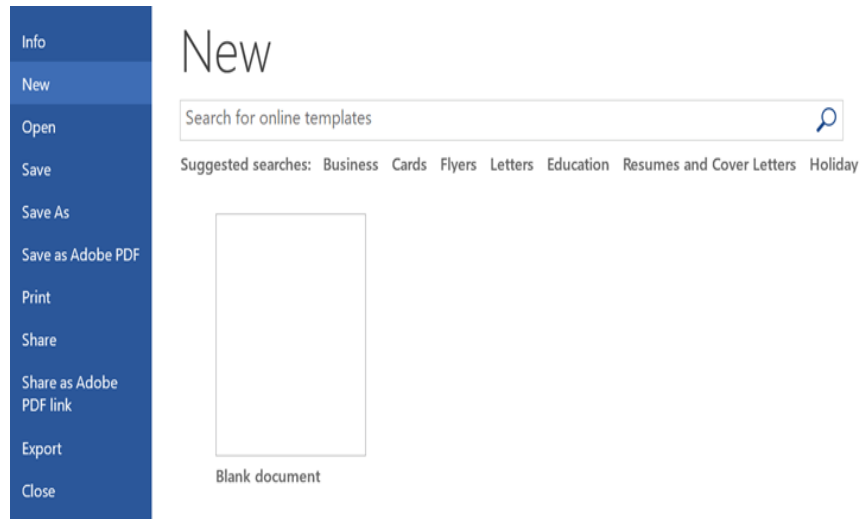 Info
New
Open
Save
Save As
Save as Adobe PDF
Print
Share
Share as Adobe
PDF link
Export
Close
New
Search for online templates
Suggested searches: Business Cards Flyers Letters Education Resumes and Cover Letters Holiday
Blank document